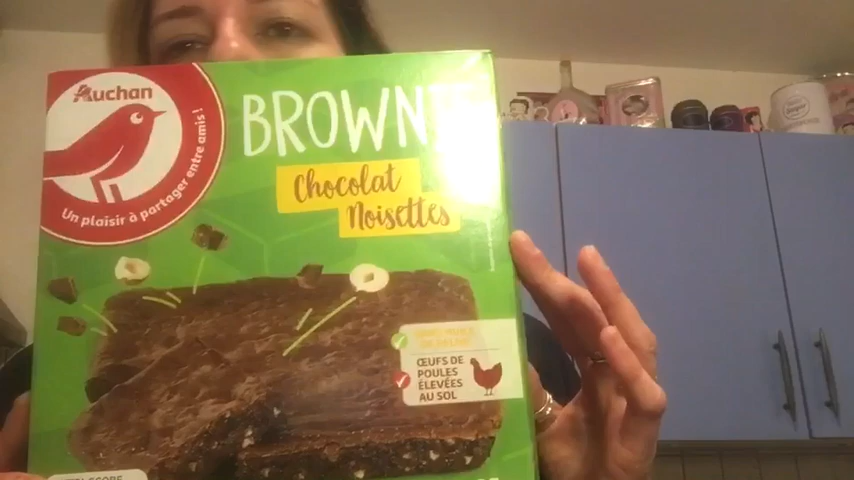 Auchan
Un plaisir à partager entre amis !
BROWN
Chocolat
Noisettes
ŒUFS DE
POULES
ÉLEVÉES
AU SOL